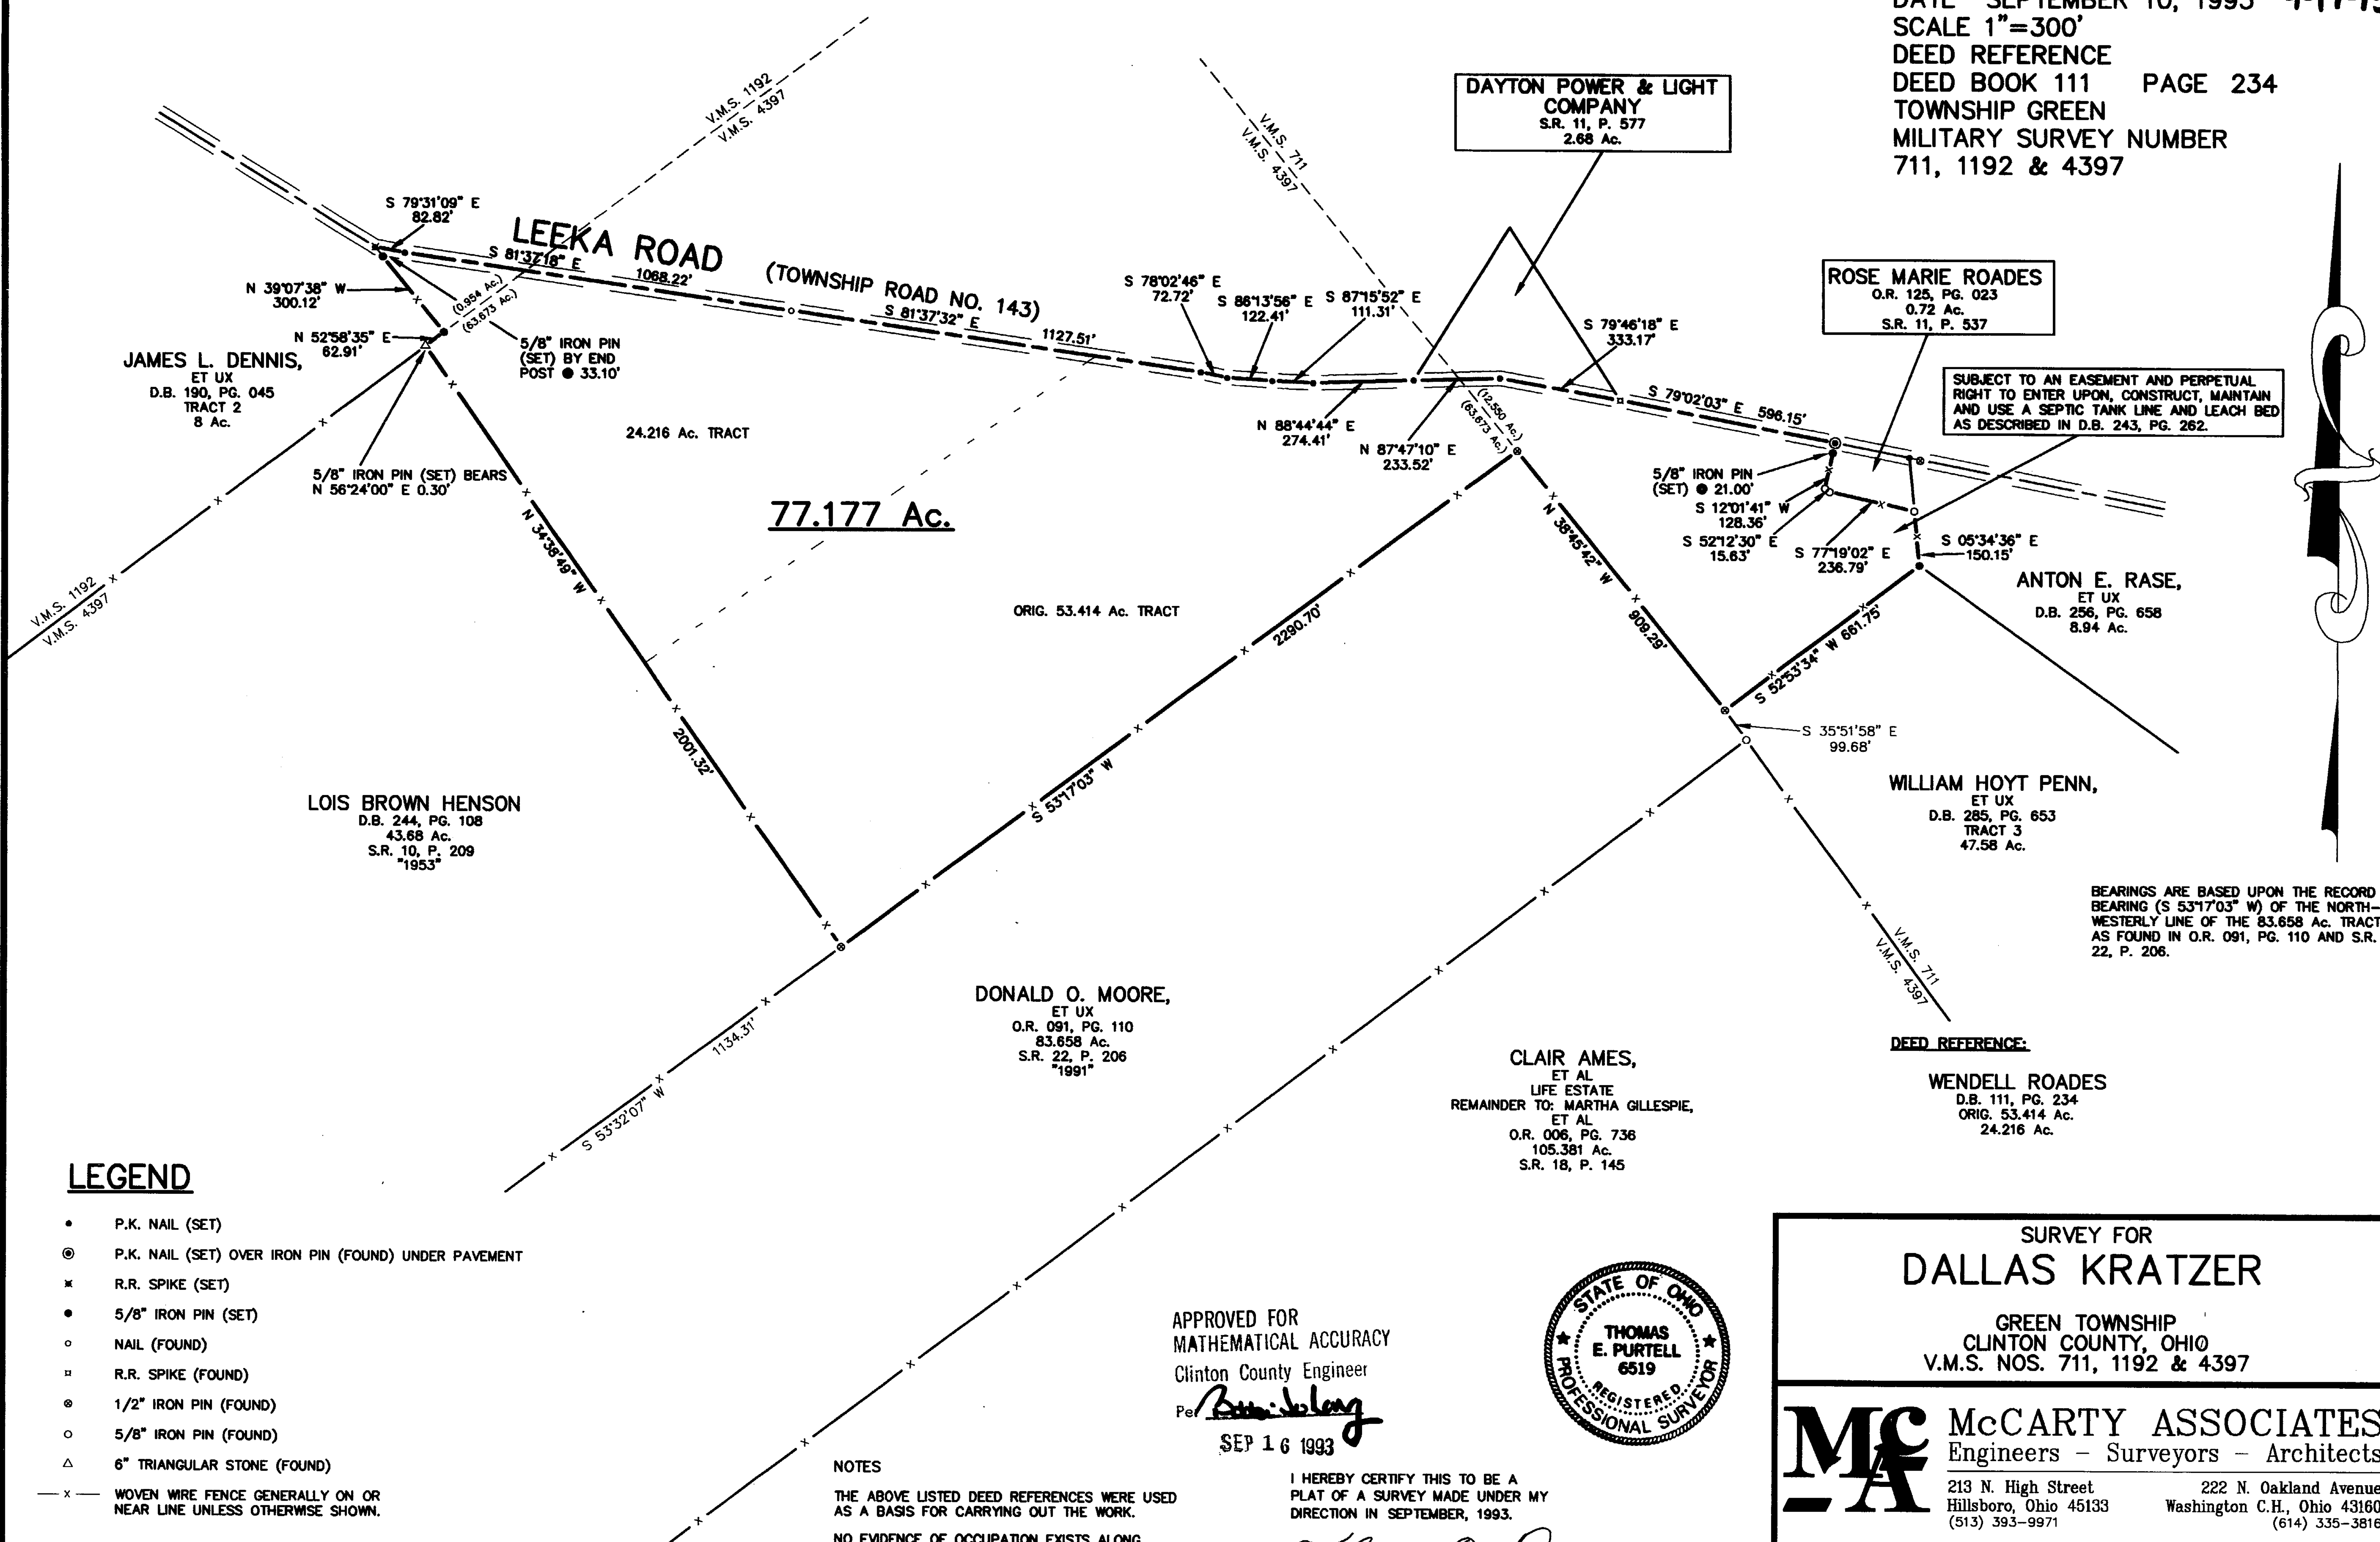 DATE SEPTEMBER 10, 1993
SCALE 1"=300'
DEED REFERENCE
DEED BOOK 111 PAGE 234
TOWNSHIP GREEN
MILITARY SURVEY NUMBER
711, 1192 & 4397
V.M.S. 1192
V.M.S. 4397
V.M.S. 711
V.M.S. 4397
DAYTON POWER & LIGHT
COMPANY
S.R. 11, P. 577
2.68 Ac.
S 79°31'09" E
82.82'
LEEKA ROAD
(TOWNSHIP ROAD NO. 143)
S 81°37'18" E
1068.22'
S 81°37'32" E
1127.51'
N 39°07'38" W
300.12'
(0.954 Ac.)
(63.673 Ac.)
N 52°58'35" E
62.91'
5/8" IRON PIN
(SET) BY END
POST @ 33.10'
JAMES L. DENNIS,
ET UX
D.B. 190, PG. 045
TRACT 2
8 Ac.
S 78°02'46" E
72.72'
S 86°13'56" E
122.41'
S 87°15'52" E
111.31'
N 88°44'44" E
274.41'
N 87°47'10" E
233.52'
(12.550 Ac.)
(63.673 Ac.)
S 79°46'18" E
333.17'
S 79°02'03" E 596.15'
ROSE MARIE ROADES
O.R. 125, PG. 023
0.72 Ac.
S.R. 11, P. 537
SUBJECT TO AN EASEMENT AND PERPETUAL
RIGHT TO ENTER UPON, CONSTRUCT, MAINTAIN
AND USE A SEPTIC TANK LINE AND LEACH BED
AS DESCRIBED IN D.B. 243, PG. 262.
24.216 Ac. TRACT
5/8" IRON PIN (SET) BEARS
N 56°24'00" E 0.30'
77.177 Ac.
N 34°38'49" W
2001.32'
ORIG. 53.414 Ac. TRACT
2290.70'
S 53°17'03" W
N 38°45'42" W
909.29'
5/8" IRON PIN
(SET) @ 21.00'
S 12°01'41" W
128.36'
S 52°12'30" E
15.63'
S 77°19'02" E
236.79'
S 05°34'36" E
150.15'
ANTON E. RASE,
ET UX
D.B. 256, PG. 658
8.94 Ac.
S 52°53'34" W 661.75'
S 35°51'58" E
99.68'
V.M.S. 1192
V.M.S. 4397
LOIS BROWN HENSON
D.B. 244, PG. 108
43.68 Ac.
S.R. 10, P. 209
"1953"
WILLIAM HOYT PENN,
ET UX
D.B. 285, PG. 653
TRACT 3
47.58 Ac.
BEARINGS ARE BASED UPON THE RECORD
BEARING (S 53°17'03" W) OF THE NORTH-
WESTERLY LINE OF THE 83.658 Ac. TRACT
AS FOUND IN O.R. 091, PG. 110 AND S.R.
22, P. 206.
V.M.S. 711
V.M.S. 4397
1134.31'
S 53°32'07" W
DONALD O. MOORE,
ET UX
O.R. 091, PG. 110
83.658 Ac.
S.R. 22, P. 206
"1991"
CLAIR AMES,
ET AL
LIFE ESTATE
REMAINDER TO: MARTHA GILLESPIE,
ET AL
O.R. 006, PG. 736
105.381 Ac.
S.R. 18, P. 145
DEED REFERENCE:
WENDELL ROADES
D.B. 111, PG. 234
ORIG. 53.414 Ac.
24.216 Ac.
LEGEND
P.K. NAIL (SET)
P.K. NAIL (SET) OVER IRON PIN (FOUND) UNDER PAVEMENT
R.R. SPIKE (SET)
5/8" IRON PIN (SET)
NAIL (FOUND)
R.R. SPIKE (FOUND)
1/2" IRON PIN (FOUND)
5/8" IRON PIN (FOUND)
6" TRIANGULAR STONE (FOUND)
WOVEN WIRE FENCE GENERALLY ON OR
NEAR LINE UNLESS OTHERWISE SHOWN.
APPROVED FOR
MATHEMATICAL ACCURACY
Clinton County Engineer
Per
SEP 16 1993
STATE OF OHIO
THOMAS
E. PURTELL
6519
REGISTERED
PROFESSIONAL SURVEYOR
NOTES
THE ABOVE LISTED DEED REFERENCES WERE USED
AS A BASIS FOR CARRYING OUT THE WORK.
NO EVIDENCE OF OCCUPATION EXISTS ALONG
I HEREBY CERTIFY THIS TO BE A
PLAT OF A SURVEY MADE UNDER MY
DIRECTION IN SEPTEMBER, 1993.
SURVEY FOR
DALLAS KRATZER
GREEN TOWNSHIP
CLINTON COUNTY, OHIO
V.M.S. NOS. 711, 1192 & 4397
McA
McCARTY ASSOCIATES
Engineers - Surveyors - Architects
213 N. High Street
Hillsboro, Ohio 45133
(513) 393-9971
222 N. Oakland Avenue
Washington C.H., Ohio 43160
(614) 335-3816